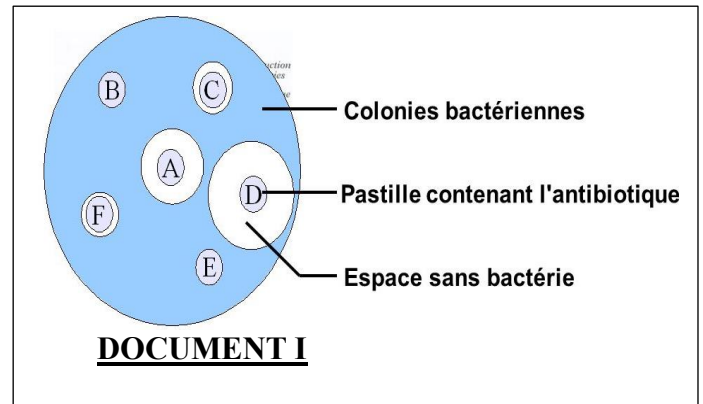 B
C
Colonies bactériennes
A
Pastille contenant l'antibiotique
D
F
Espace sans bactérie
E
DOCUMENT I